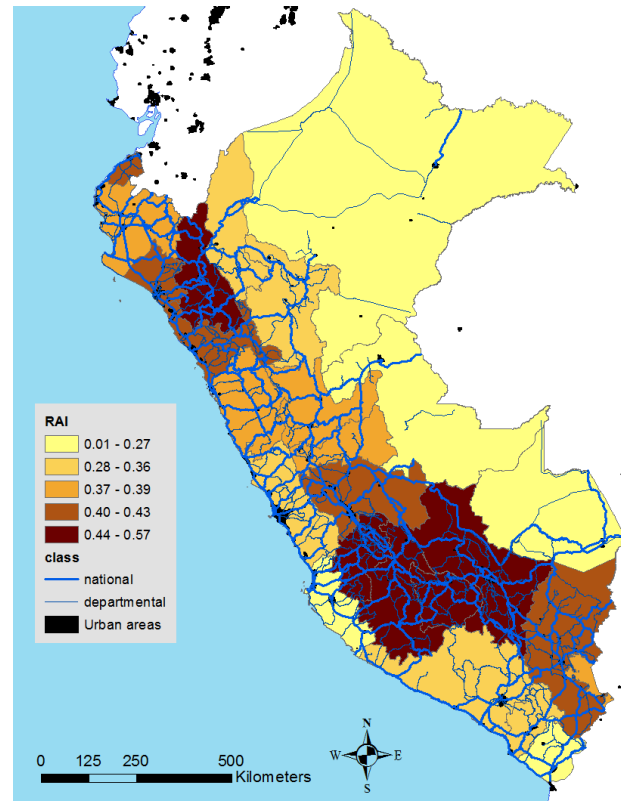 RAI
0.01 - 0.27
0.28 - 0.36
0.37 - 0.39
0.40 - 0.43
0.44 - 0.57
class
national
departmental
Urban areas
N
W E
S
0 125 250 500
Kilometers